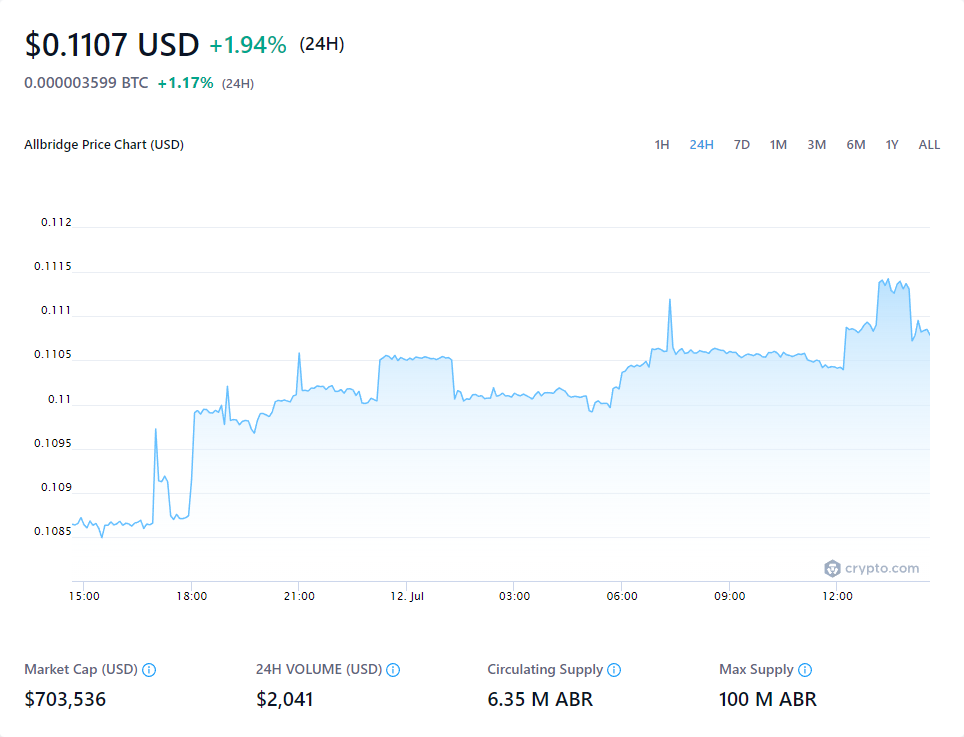 $0.1107 USD +1.94% (24H)
0.000003599 BTC +1.17% (24H)
Allbridge Price Chart (USD) 1H 24H 7D 1M 3M 6M 1Y ALL
0.112
0.1115
0.111
0.1105
0.11
0.1095
0.109
0.1085
crypto.com
15:00 18:00 21:00 12. Jul 03:00 06:00 09:00 12:00
Market Cap (USD) 24H VOLUME (USD) Circulating Supply Max Supply
$703,536 $2,041 6.35 M ABR 100 M ABR